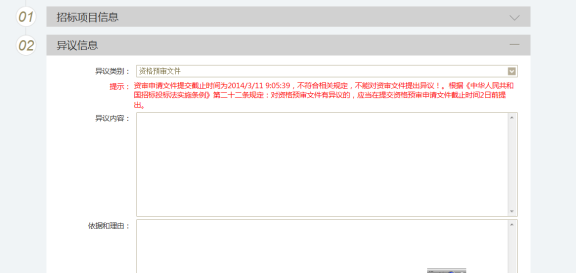 01 招标项目信息
02 异议信息
异议类别： 资格预审文件
提示： 资审申请文件提交截止时间为2014/3/11 9:05:39，不符合相关规定，不能对资审文件提出异议！。根据《中华人民共和
国招标投标法实施条例》第二十二条规定：对资格预审文件有异议的，应当在提交资格预审申请文件截止时间2日前提
出。
异议内容：
依据和理由：